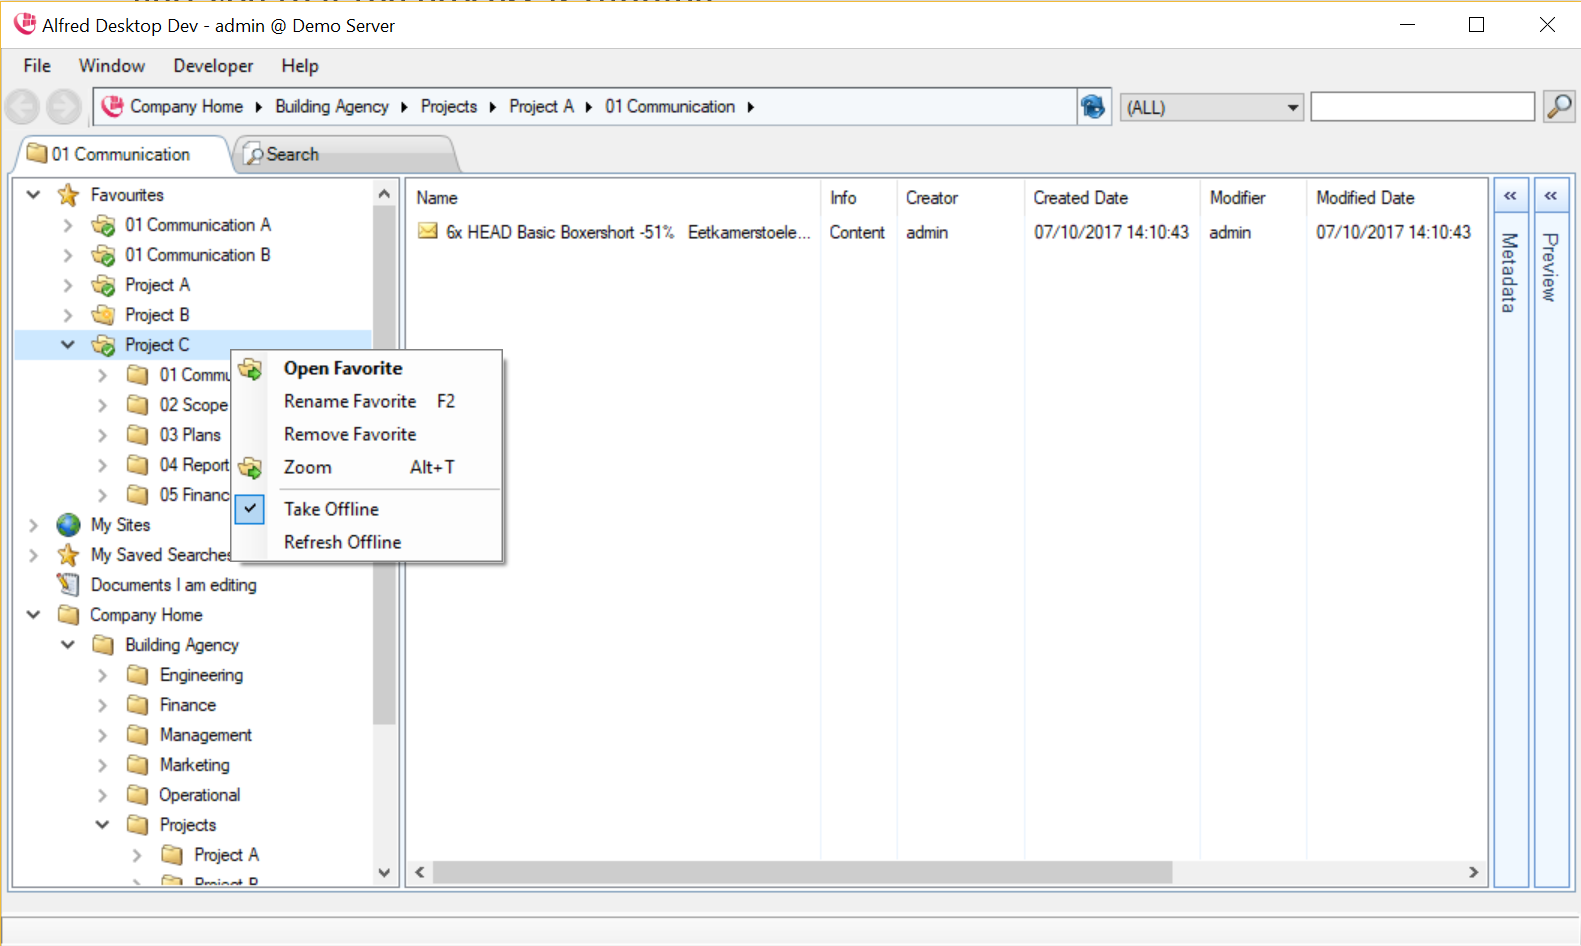 Alfred Desktop Dev - admin @ Demo Server
File Window Developer Help
Company Home Building Agency Projects Project A 01 Communication (ALL)
01 Communication Search
Favourites
01 Communication A
01 Communication B
Project A
Project B
Project C
01 Commu
02 Scope
03 Plans
04 Report
05 Financ
My Sites
My Saved Searches
Documents I am editing
Company Home
Building Agency
Engineering
Finance
Management
Marketing
Operational
Projects
Project A
Project B
Open Favorite
Rename Favorite F2
Remove Favorite
Zoom Alt+T
Take Offline
Refresh Offline
Name Info Creator Created Date Modifier Modified Date
6x HEAD Basic Boxershort -51% Eetkamerstoele... Content admin 07/10/2017 14:10:43 admin 07/10/2017 14:10:43
Metadata
Preview